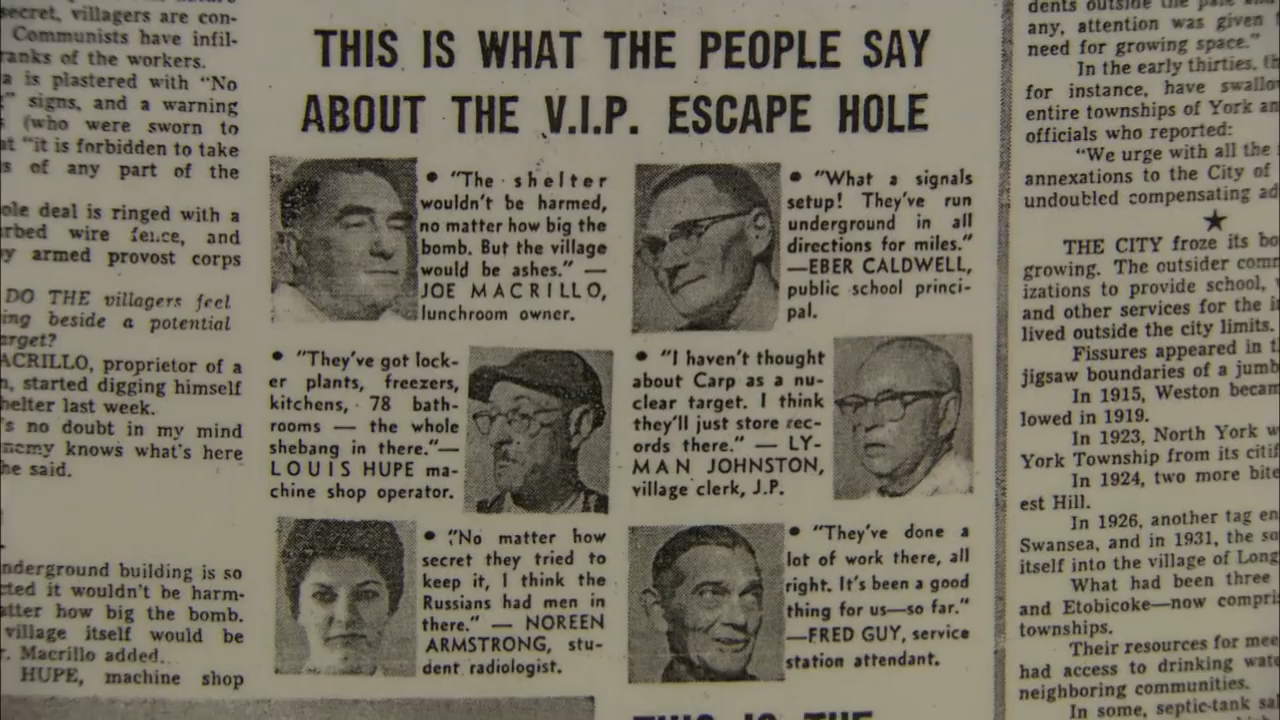 secret, villagers are con-
Communists have infil-
ranks of the workers.
a is plastered with "No
signs, and a warning
(who were sworn to
"it is forbidden to take
s of any part of the
ole deal is ringed with a
wire fence, and
y armed provost corps
DO THE villagers feel
ing beside a potential
arget?
ACRILLO, proprietor of a
started digging himself
helter last week.
's no doubt in my mind
nemy knows what's here
he said.
nderground building is so
cted it wouldn't be harm-
atter how big the bomb.
village itself would be
Macrillo added.
HUPE, machine shop
THIS IS WHAT THE PEOPLE SAY
ABOUT THE V.I.P. ESCAPE HOLE
● "The shelter
wouldn't be harmed,
no matter how big the
bomb. But the village
would be ashes." —
JOE MACRILLO,
lunchroom owner.
● "What a signals
setup! They've run
underground in all
directions for miles."
—EBER CALDWELL,
public school princi-
pal.
● "They've got lock-
er plants, freezers,
kitchens, 78 bath-
rooms — the whole
shebang in there."—
LOUIS HUPE ma-
chine shop operator.
● "I haven't thought
about Carp as a nu-
clear target. I think
they'll just store rec-
ords there." — LY-
MAN JOHNSTON,
village clerk, J.P.
● "No matter how
secret they tried to
keep it, I think the
Russians had men in
there." — NOREEN
ARMSTRONG, stu-
dent radiologist.
● "They've done a
lot of work there, all
right. It's been a good
thing for us—so far."
—FRED GUY, service
station attendant.
THIS IS THE
dents outside the
any, attention was given
need for growing space."
In the early thirties,
for instance, have
entire townships of York
officials who reported:
"We urge with all the
annexations to the City of
undoubled compensating
★
THE CITY froze its
growing. The outsider
izations to provide school,
and other services for the
lived outside the city limits.
Fissures appeared in
jigsaw boundaries of a
In 1915, Weston
lowed in 1919.
In 1923, North York
York Township from its
In 1924, two more
est Hill.
In 1926, another tag
Swansea, and in 1931, the
itself into the village of Long
What had been three
and Etobicoke—now
townships.
Their resources for
had access to drinking
neighboring communities.
In some, septic-tank